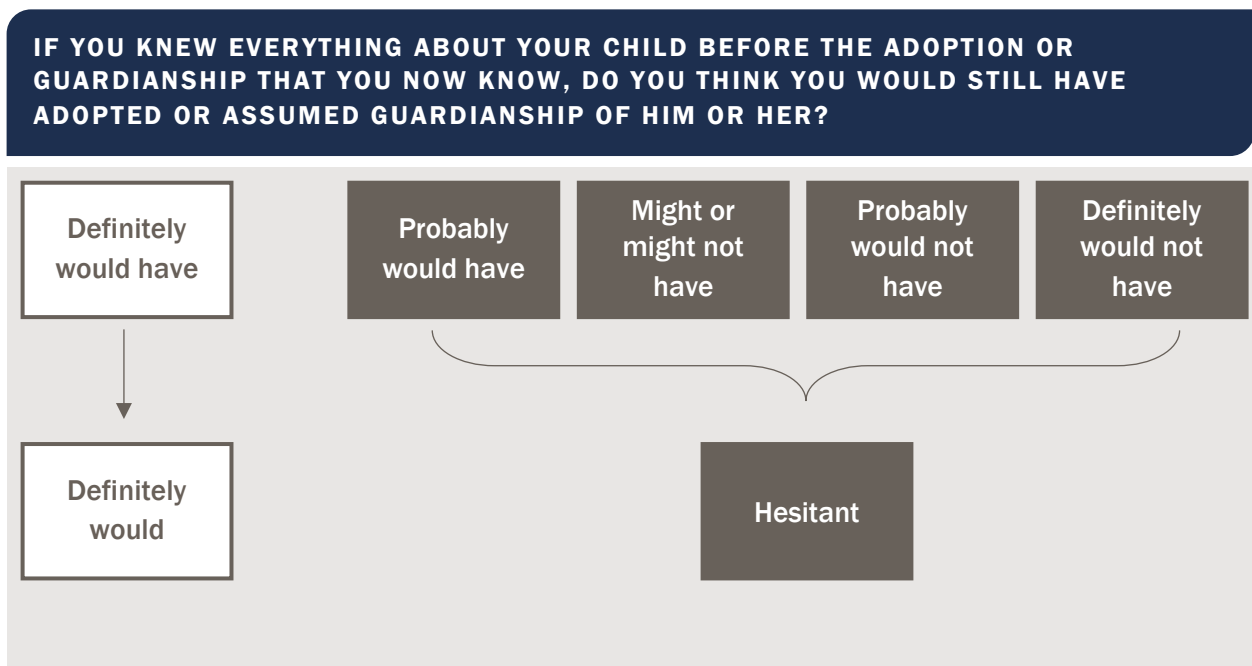 IF YOU KNEW EVERYTHING ABOUT YOUR CHILD BEFORE THE ADOPTION OR
GUARDIANSHIP THAT YOU NOW KNOW, DO YOU THINK YOU WOULD STILL HAVE
ADOPTED OR ASSUMED GUARDIANSHIP OF HIM OR HER?
Definitely
would have
Probably
would have
Might or
might not
have
Probably
would not
have
Definitely
would not
have
Definitely
would
Hesitant